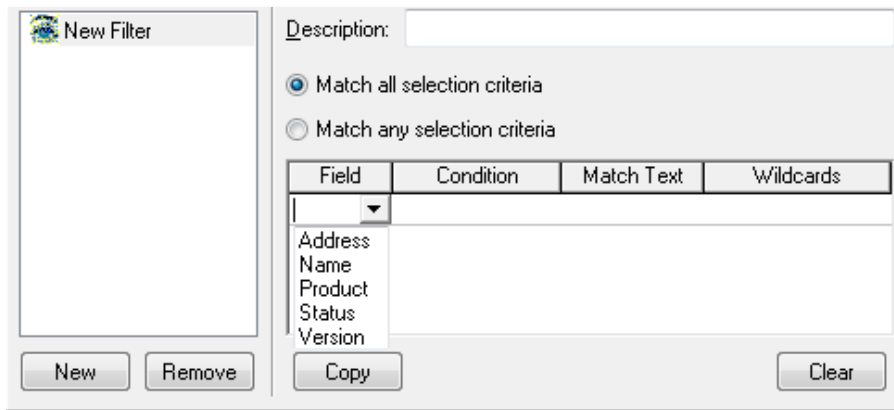 New Filter
Description:
Match all selection criteria
Match any selection criteria
Field Condition Match Text Wildcards
Address
Name
Product
Status
Version
New Remove Copy Clear